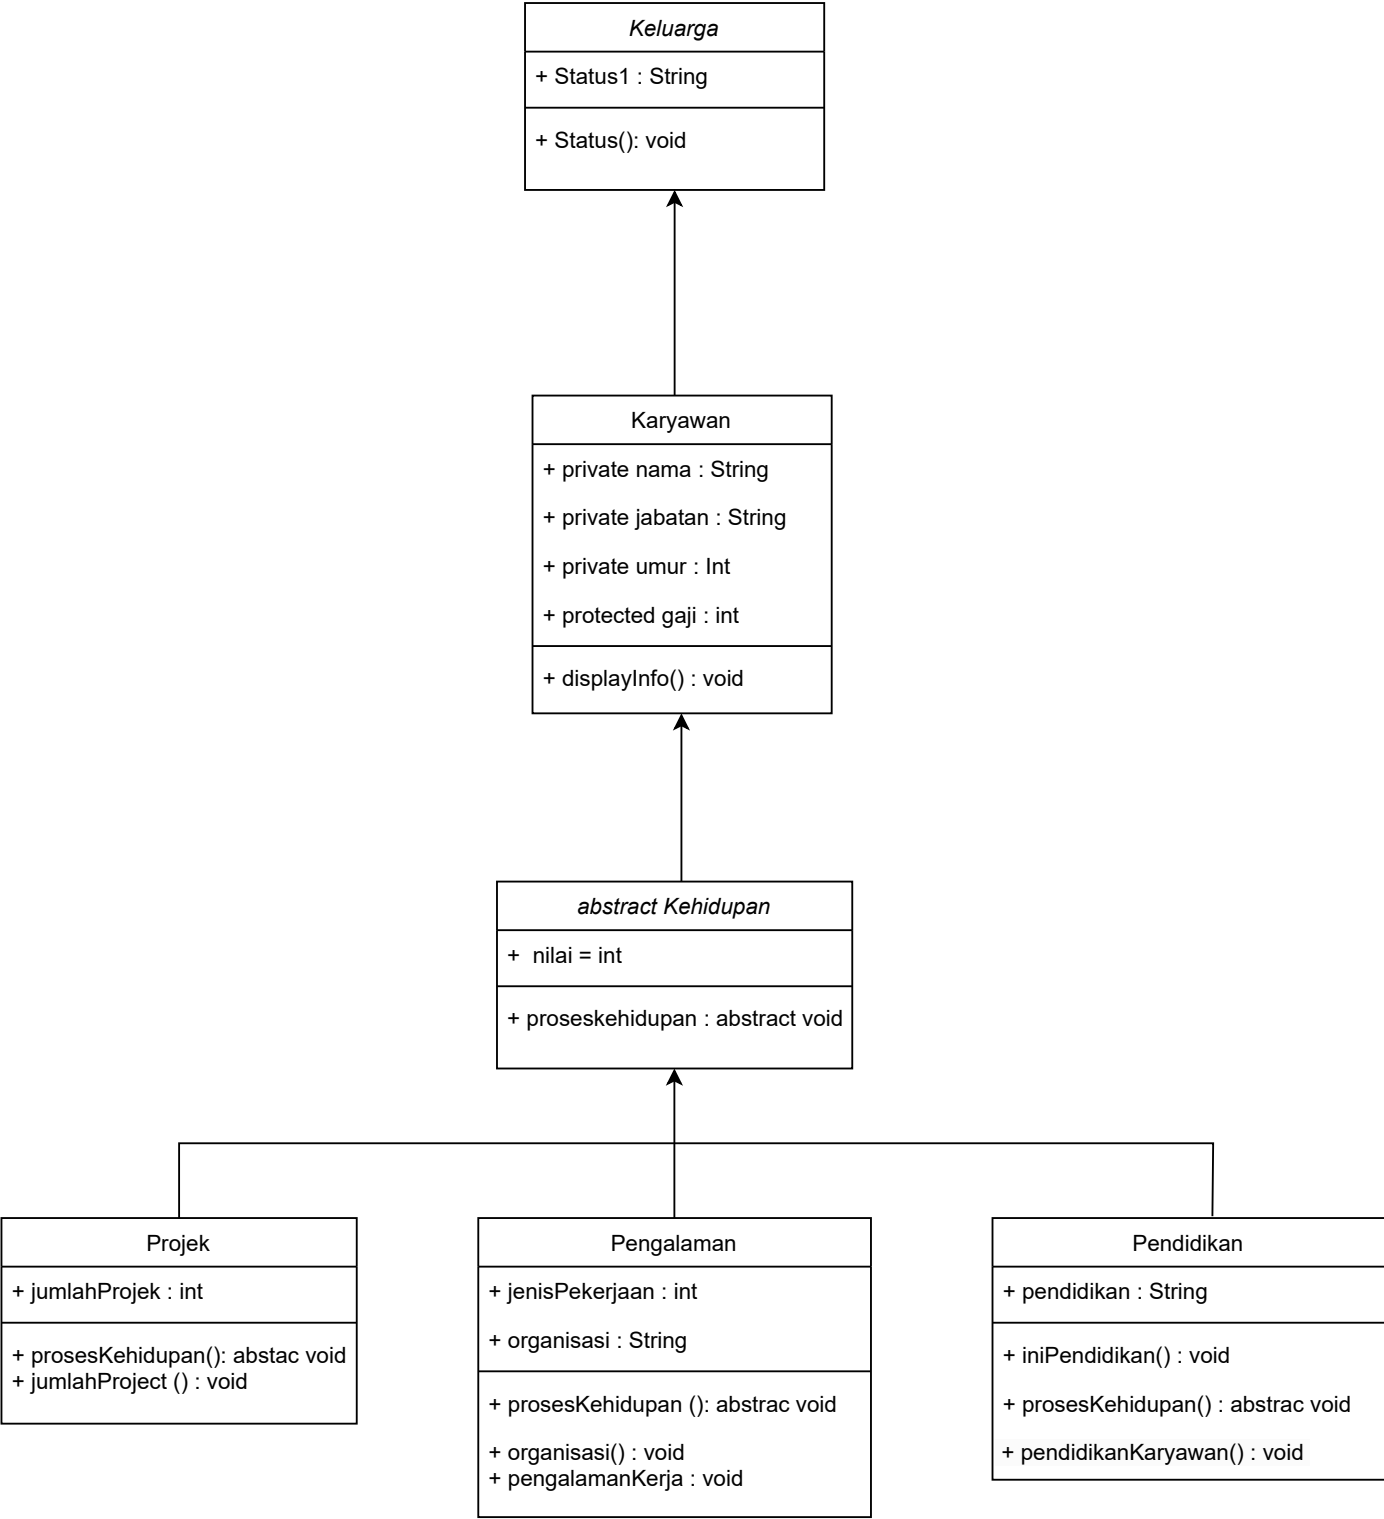 Keluarga
+ Status1 : String
+ Status(): void
Karyawan
+ private nama : String
+ private jabatan : String
+ private umur : Int
+ protected gaji : int
+ displayInfo() : void
abstract Kehidupan
+  nilai = int
+ proseskehidupan : abstract void
Projek
+ jumlahProjek : int
+ prosesKehidupan(): abstac void
+ jumlahProject () : void
Pengalaman
+ jenisPekerjaan : int
+ organisasi : String
+ prosesKehidupan (): abstrac void
+ organisasi() : void
+ pengalamanKerja : void
Pendidikan
+ pendidikan : String
+ iniPendidikan() : void
+ prosesKehidupan() : abstrac void
+ pendidikanKaryawan() : void